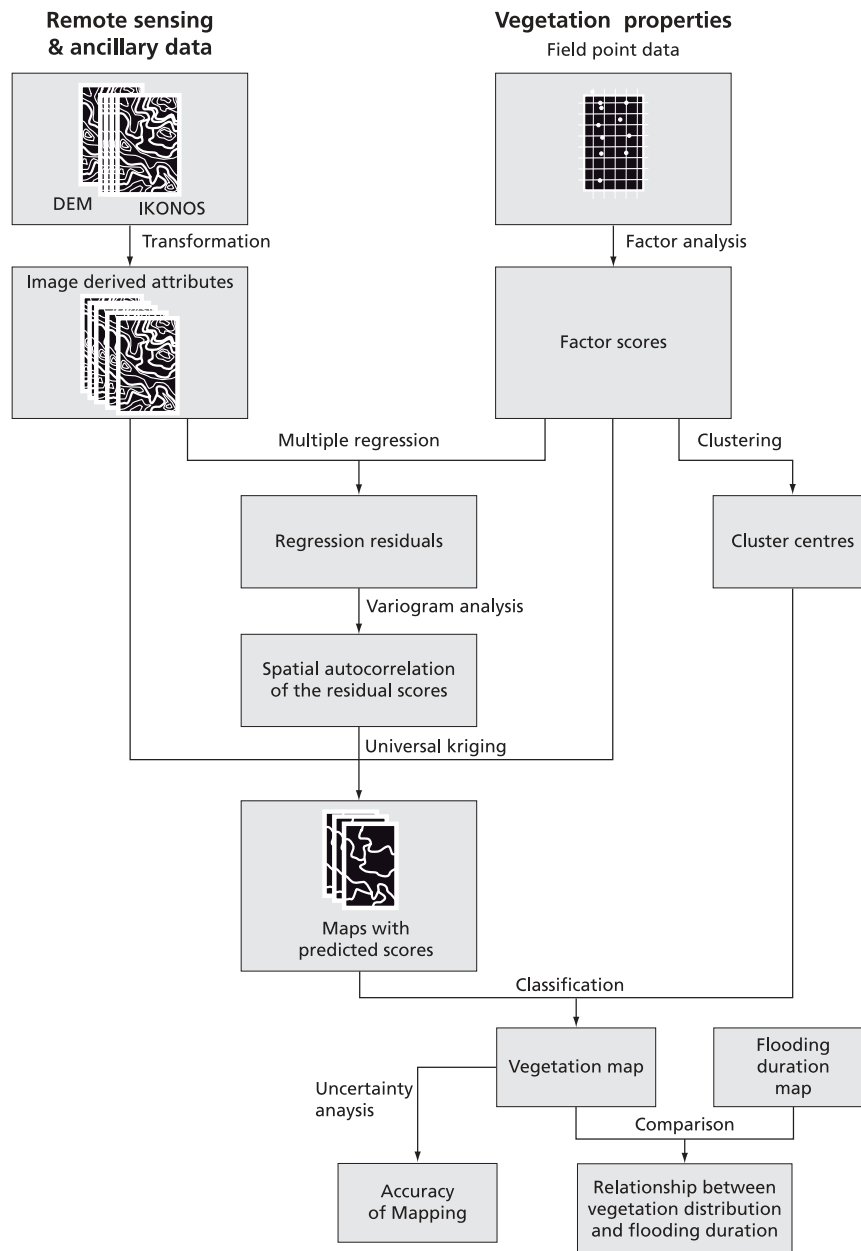 Remote sensing
& ancillary data
Vegetation properties
Field point data
DEM
IKONOS
Transformation
Factor analysis
Image derived attributes
Factor scores
Multiple regression
Clustering
Regression residuals
Cluster centres
Variogram analysis
Spatial autocorrelation
of the residual scores
Universal kriging
Maps with
predicted scores
Classification
Vegetation map
Flooding
duration
map
Uncertainty
anaysis
Comparison
Accuracy
of Mapping
Relationship between
vegetation distribution
and flooding duration